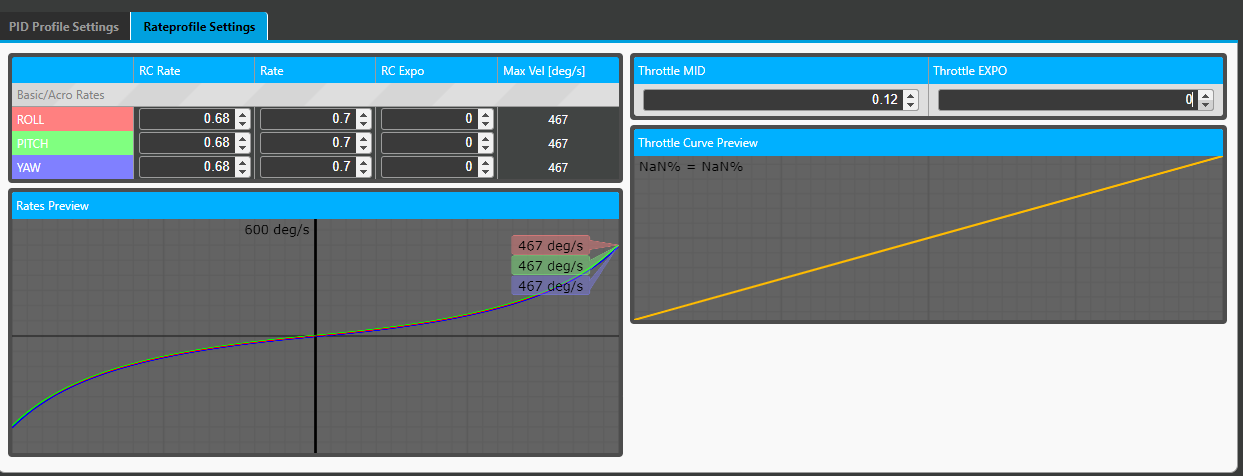 PID Profile Settings Rateprofile Settings
RC Rate Rate RC Expo Max Vel [deg/s]
Basic/Acro Rates
ROLL 0.68 0.7 0 467
PITCH 0.68 0.7 0 467
YAW 0.68 0.7 0 467
Rates Preview
600 deg/s
467 deg/s
467 deg/s
467 deg/s
Throttle MID Throttle EXPO
0.12 0
Throttle Curve Preview
NaN% = NaN%